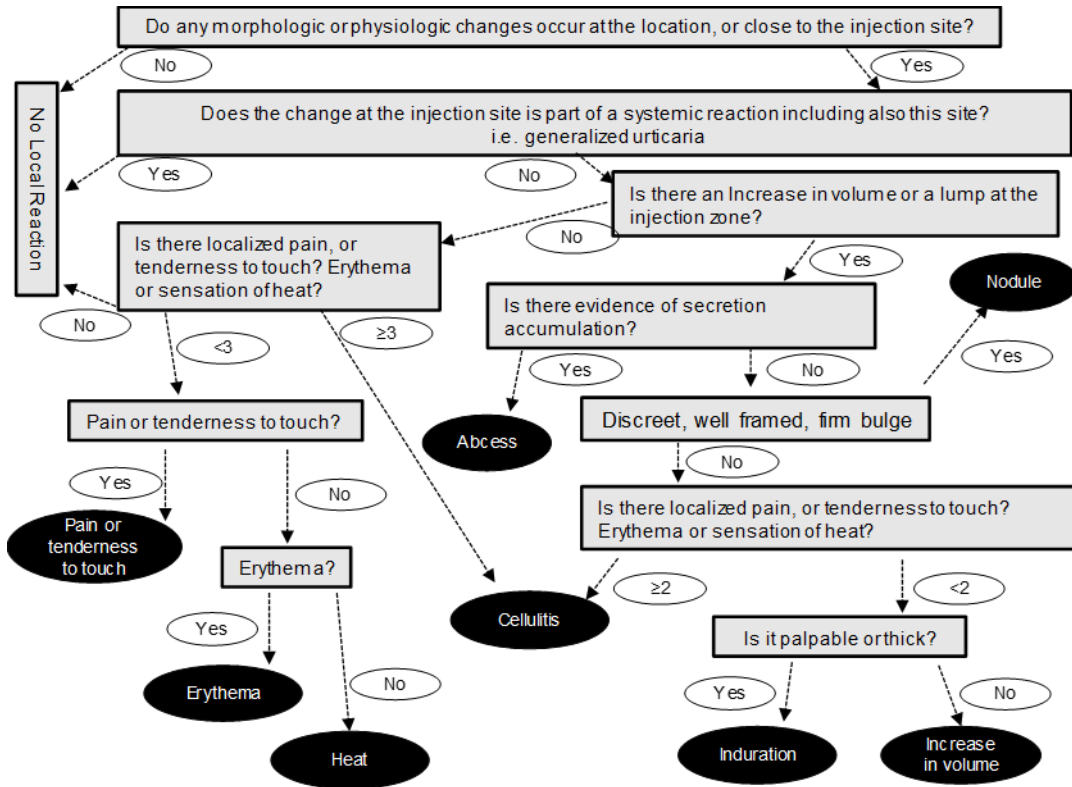 Do any morphologic or physiologic changes occur at the location, or close to the injection site?
No
Yes
No Local Reaction
Does the change at the injection site is part of a systemic reaction including also this site?
i.e. generalized urticaria
Yes
No
Is there an Increase in volume or a lump at the
injection zone?
No
Yes
Is there localized pain, or
tenderness to touch? Erythema
or sensation of heat?
Nodule
Is there evidence of secretion
accumulation?
No
<3
≥3
Yes
No
Yes
Pain or tenderness to touch?
Abcess
Discreet, well framed, firm bulge
No
Yes
No
Is there localized pain, or tenderness to touch?
Erythema or sensation of heat?
Pain or
tenderness
to touch
Erythema?
≥2
<2
Cellulitis
Yes
Is it palpable or thick?
Erythema
No
Yes
No
Heat
Induration
Increase
in volume